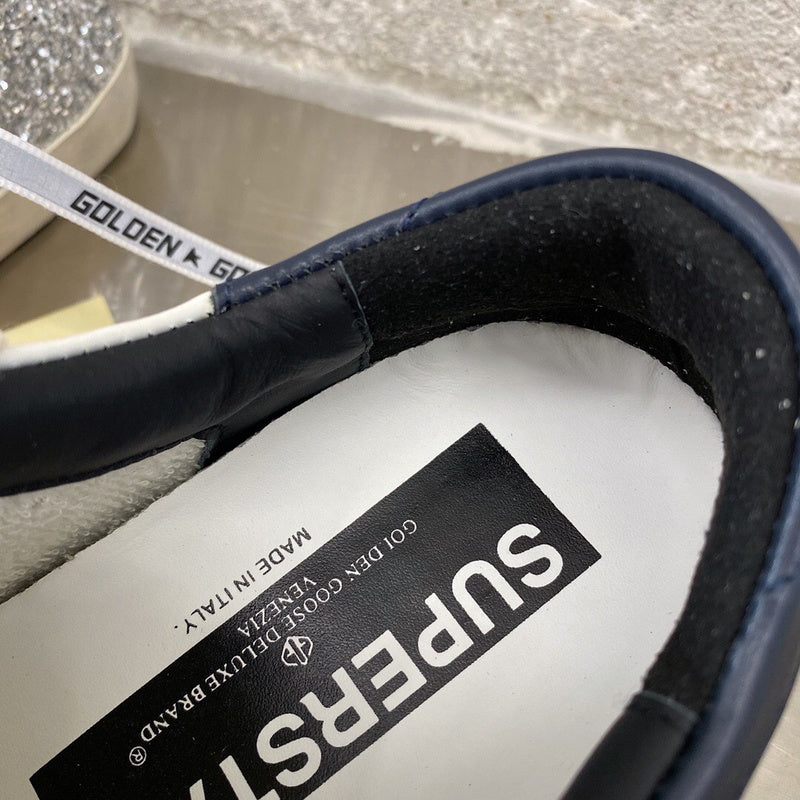 GOLDEN GO
MADE IN ITALY.
GOLDEN GOOSE DELUXE BRAND ®
VENEZIA
SUPERSTA